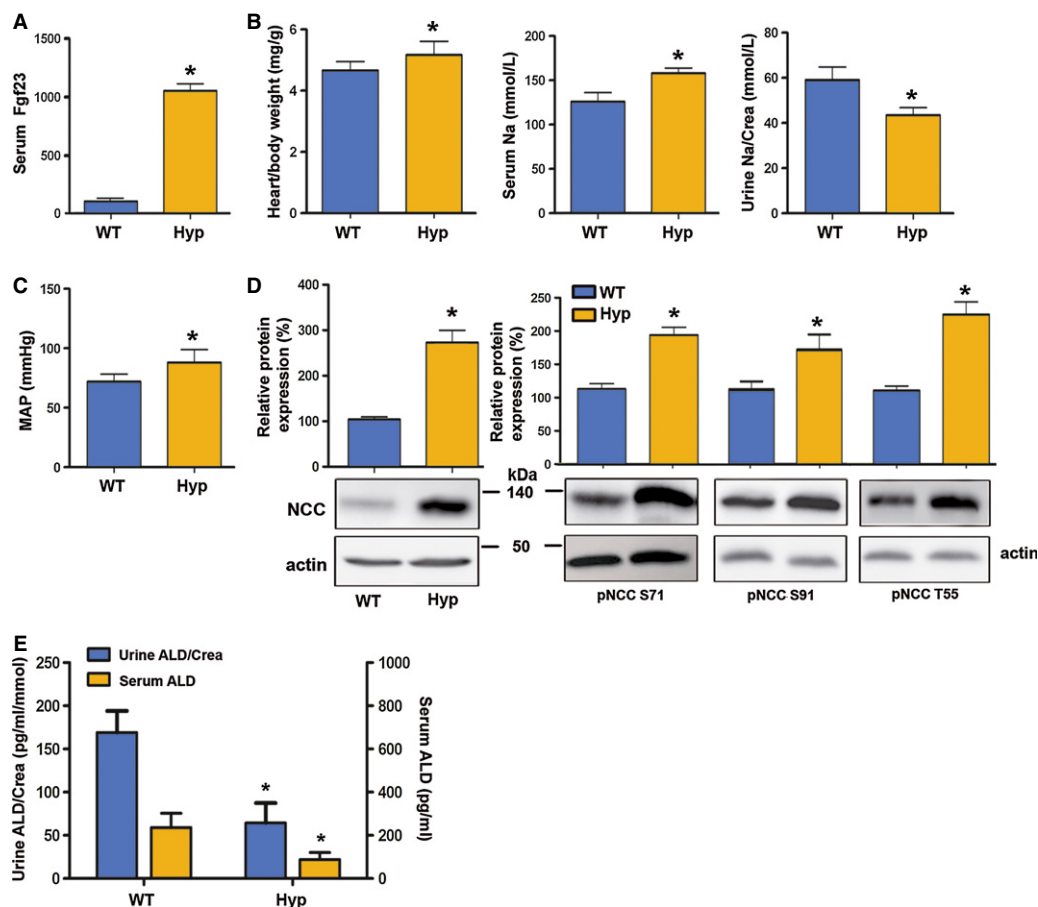 A
Serum Fgf23
1500
1000
500
0
*
WT Hyp
B
Heart/body weight (mg/g)
6
4
2
0
*
WT Hyp
Serum Na (mmol/L)
200
150
100
50
0
*
WT Hyp
Urine Na/Crea (mmol/L)
80
60
40
20
0
*
WT Hyp
C
MAP (mmHg)
150
100
50
0
*
WT Hyp
D
Relative protein
expression (%)
400
300
200
100
0
*
WT Hyp
WT
Hyp
Relative protein
expression (%)
250
200
150
100
50
0
* * *
kDa
NCC
140
actin
50
actin
WT Hyp
pNCC S71 pNCC S91 pNCC T55
E
Urine ALD/Crea
Serum ALD
Urine ALD/Crea (pg/ml/mmol)
250
200
150
100
50
0
Serum ALD
(pg/ml)
1000
800
600
400
200
0
* *
WT Hyp